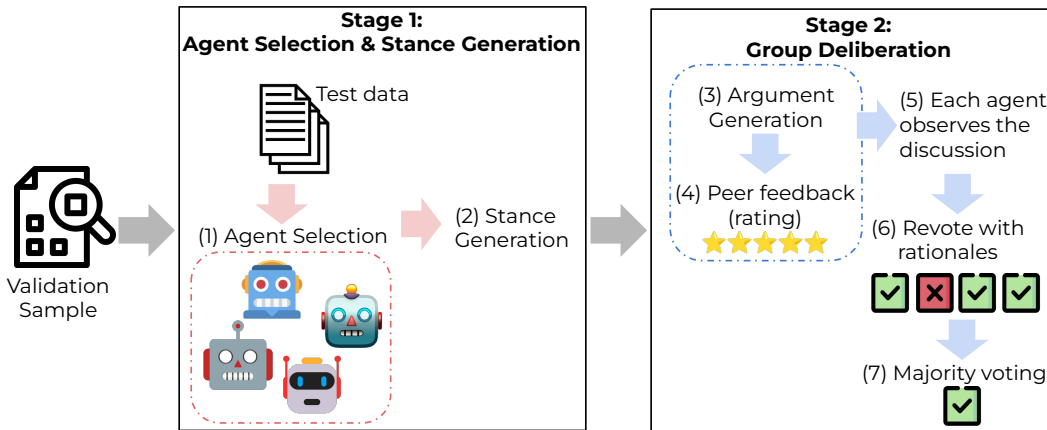 Validation
Sample
Stage 1:
Agent Selection & Stance Generation
Test data
(1) Agent Selection
(2) Stance
Generation
Stage 2:
Group Deliberation
(3) Argument
Generation
(4) Peer feedback
(rating)
(5) Each agent
observes the
discussion
(6) Revote with
rationales
(7) Majority voting